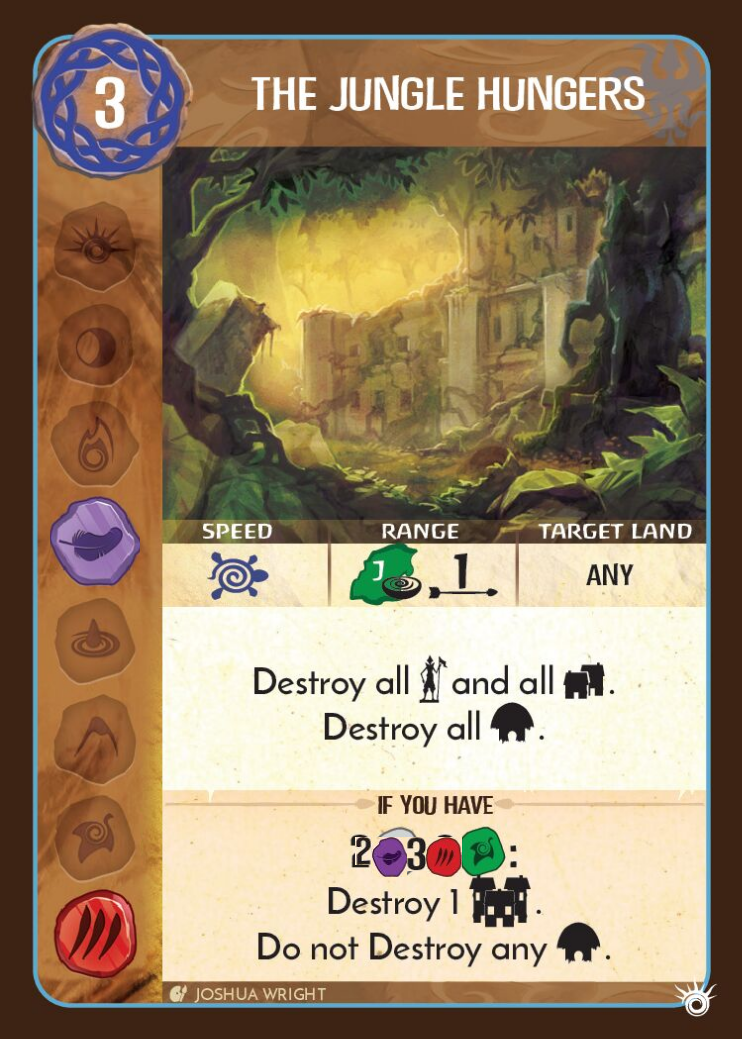 3
THE JUNGLE HUNGERS
SPEED RANGE TARGET LAND
J 1 ANY
Destroy all and all .
Destroy all .
IF YOU HAVE
2 3 :
Destroy 1 .
Do not Destroy any .
JOSHUA WRIGHT